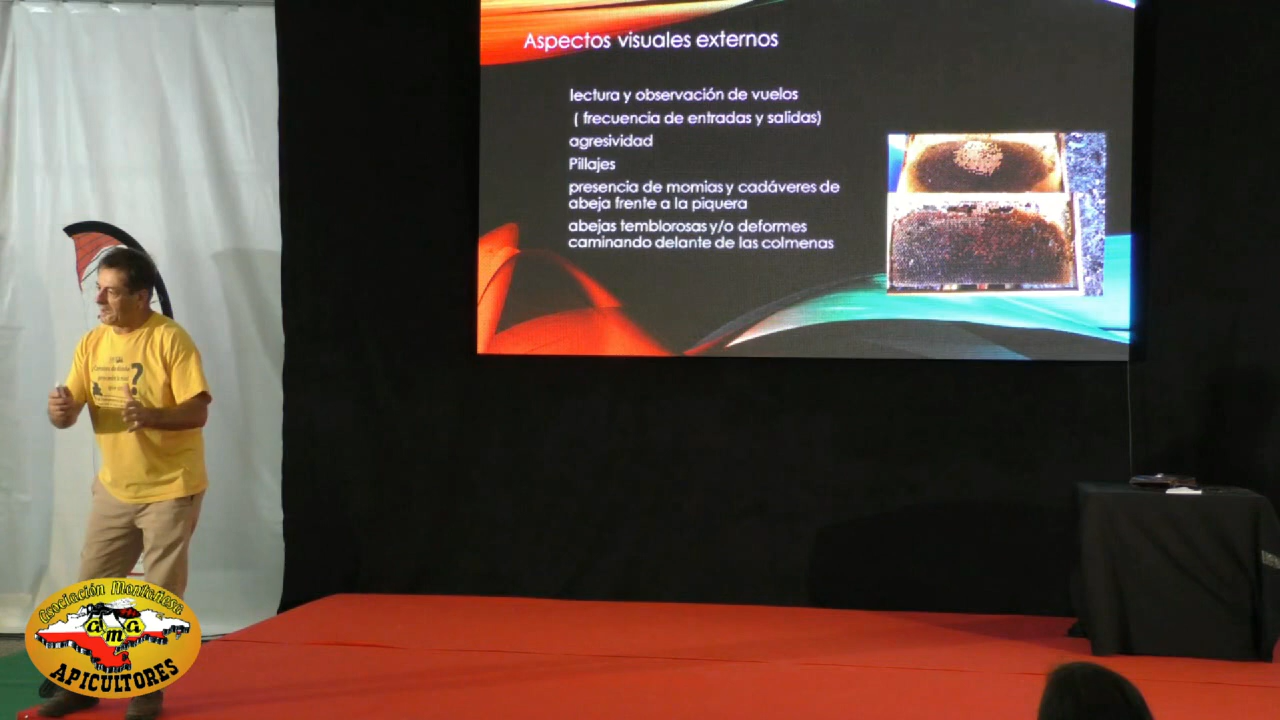 Aspectos visuales externos
lectura y observación de vuelos
( frecuencia de entradas y salidas)
agresividad
Pillajes
presencia de momias y cadáveres de
abeja frente a la piquera
abejas temblorosas y/o deformes
caminando delante de las colmenas
?
Asociación Montañesa
ama
APICULTORES